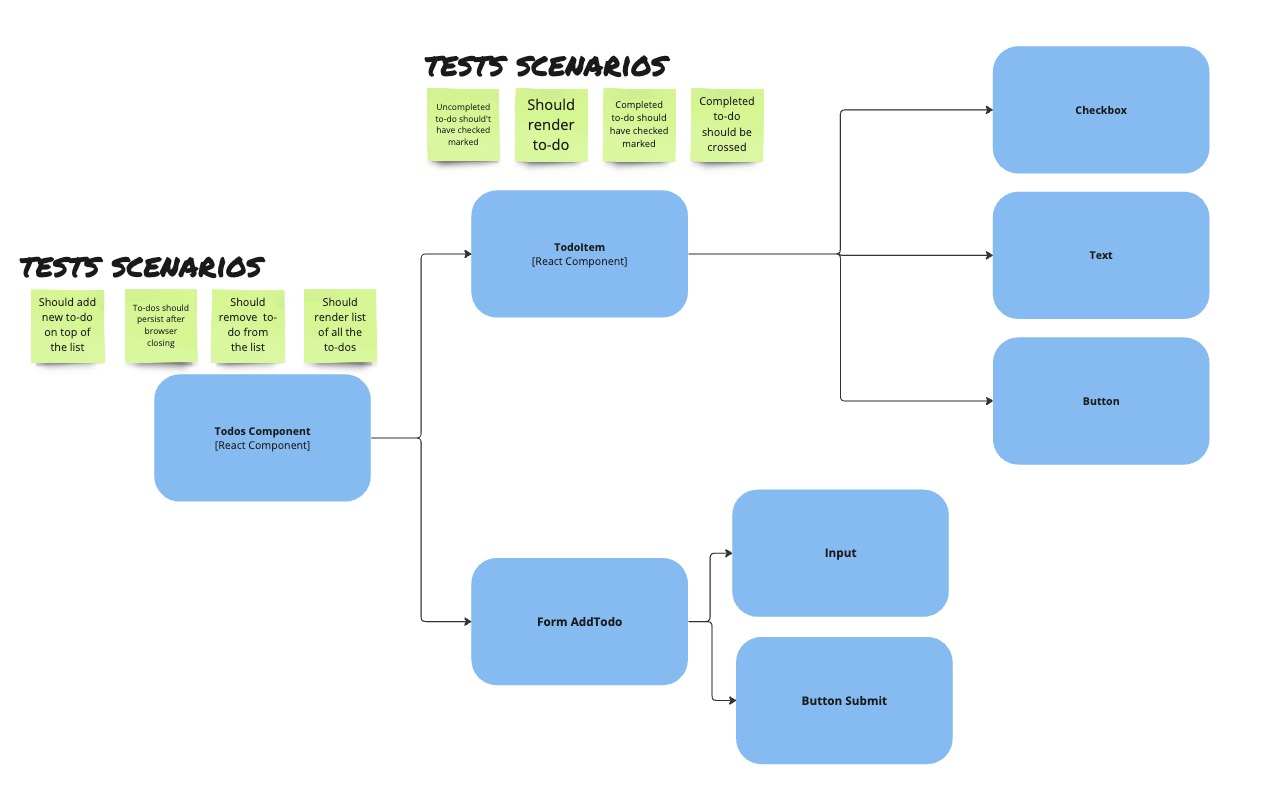 TESTS SCENARIOS
Uncompleted
to-do should't
have checked
marked
Should
render
to-do
Completed
to-do should
have checked
marked
Completed
to-do
should be
crossed
Checkbox
TodoItem
[React Component]
Text
Button
TESTS SCENARIOS
Should add
new to-do
on top of
the list
To-dos should
persist after
browser
closing
Should
remove to-
do from
the list
Should
render list
of all the
to-dos
Todos Component
[React Component]
Form AddTodo
Input
Button Submit